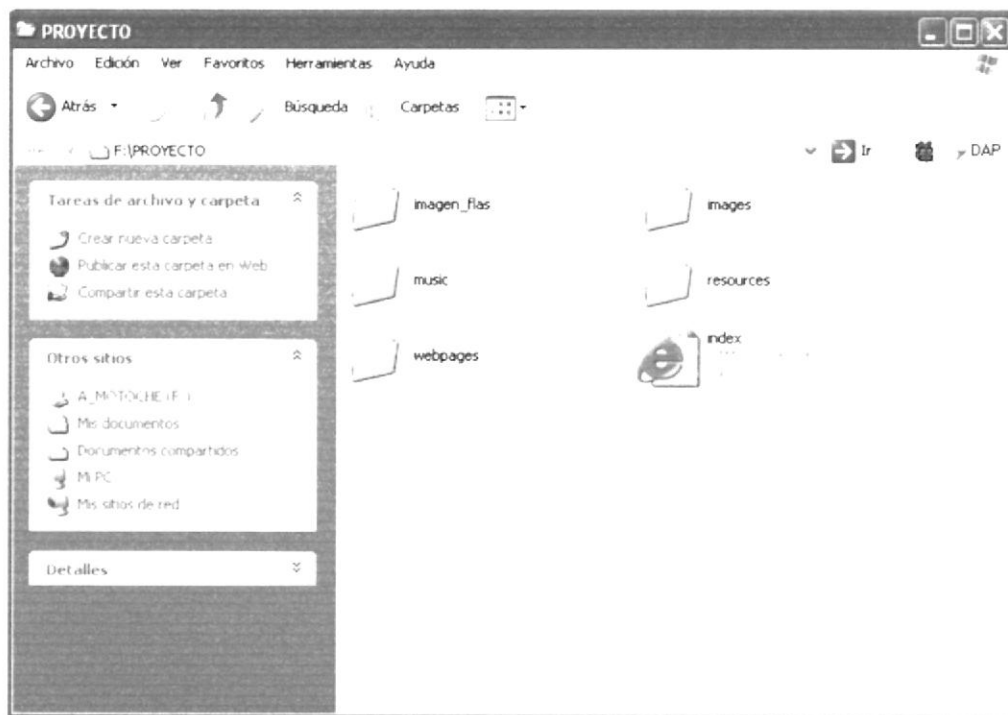 PROYECTO
Archivo Edición Ver Favoritos Herramientas Ayuda
Atrás Búsqueda Carpetas
F:\PROYECTO Ir DAP
Tareas de archivo y carpeta
Crear nueva carpeta
Publicar esta carpeta en Web
Compartir esta carpeta
Otros sitios
A_MOTOCHE (F:)
Mis documentos
Documentos compartidos
Mi PC
Mis sitios de red
Detalles
imagen_flas images
music resources
webpages index